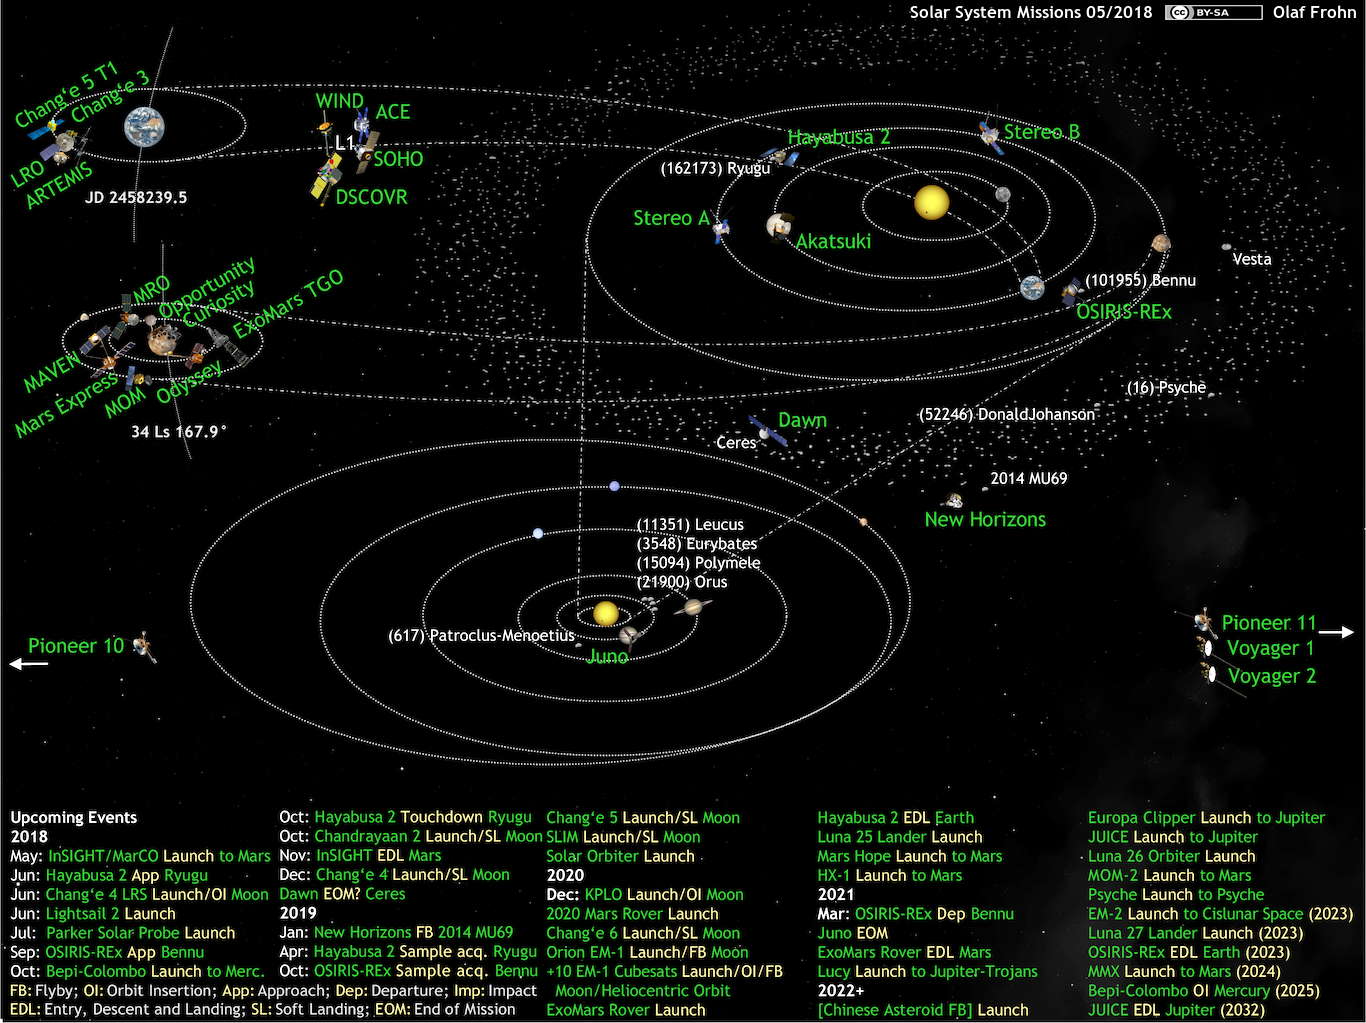 Solar System Missions 05/2018 cc BY-SA Olaf Frohn
Chang‘e 5 T1
Chang‘e 3
LRO
ARTEMIS
JD 2458239.5
WIND
ACE
L1
SOHO
DSCOVR
Hayabusa 2
(162173) Ryugu
Stereo B
Stereo A
Akatsuki
Vesta
(101955) Bennu
OSIRIS-REx
MRO
Opportunity
Curiosity
ExoMars TGO
MAVEN
Mars Express
MOM
Odyssey
34 Ls 167.9°
(16) Psyche
(52246) DonaldJohanson
Dawn
Ceres
2014 MU69
New Horizons
(11351) Leucus
(3548) Eurybates
(15094) Polymele
(21900) Orus
(617) Patroclus-Menoetius
Juno
Pioneer 10
Pioneer 11
Voyager 1
Voyager 2
Upcoming Events
2018
May: InSIGHT/MarCO Launch to Mars
Jun: Hayabusa 2 App Ryugu
Jun: Chang‘e 4 LRS Launch/OI Moon
Jun: Lightsail 2 Launch
Jul: Parker Solar Probe Launch
Sep: OSIRIS-REx App Bennu
Oct: Bepi-Colombo Launch to Merc.
FB: Flyby; OI: Orbit Insertion; App: Approach; Dep: Departure; Imp: Impact
EDL: Entry, Descent and Landing; SL: Soft Landing; EOM: End of Mission
Oct: Hayabusa 2 Touchdown Ryugu
Oct: Chandrayaan 2 Launch/SL Moon
Nov: InSIGHT EDL Mars
Dec: Chang‘e 4 Launch/SL Moon
Dawn EOM? Ceres
2019
Jan: New Horizons FB 2014 MU69
Apr: Hayabusa 2 Sample acq. Ryugu
Oct: OSIRIS-REx Sample acq. Bennu
Chang‘e 5 Launch/SL Moon
SLIM Launch/SL Moon
Solar Orbiter Launch
2020
Dec: KPLO Launch/OI Moon
2020 Mars Rover Launch
Chang‘e 6 Launch/SL Moon
Orion EM-1 Launch/FB Moon
+10 EM-1 Cubesats Launch/OI/FB
Moon/Heliocentric Orbit
ExoMars Rover Launch
Hayabusa 2 EDL Earth
Luna 25 Lander Launch
Mars Hope Launch to Mars
HX-1 Launch to Mars
2021
Mar: OSIRIS-REx Dep Bennu
Juno EOM
ExoMars Rover EDL Mars
Lucy Launch to Jupiter-Trojans
2022+
[Chinese Asteroid FB] Launch
Europa Clipper Launch to Jupiter
JUICE Launch to Jupiter
Luna 26 Orbiter Launch
MOM-2 Launch to Mars
Psyche Launch to Psyche
EM-2 Launch to Cislunar Space (2023)
Luna 27 Lander Launch (2023)
OSIRIS-REx EDL Earth (2023)
MMX Launch to Mars (2024)
Bepi-Colombo OI Mercury (2025)
JUICE EDL Jupiter (2032)